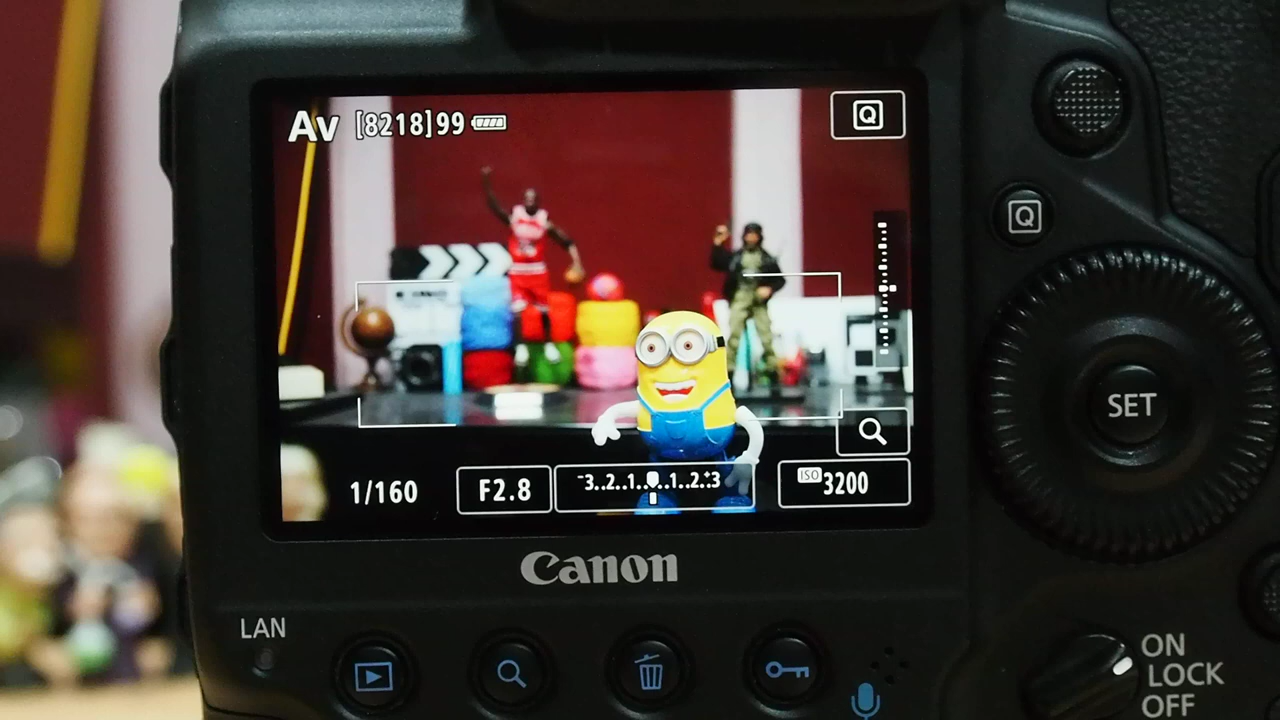 Av [8218]99 Q
Q
SET
1/160 F2.8 -3..2..1..0..1..2..+3 ISO 3200
Canon
LAN
ON
LOCK
OFF